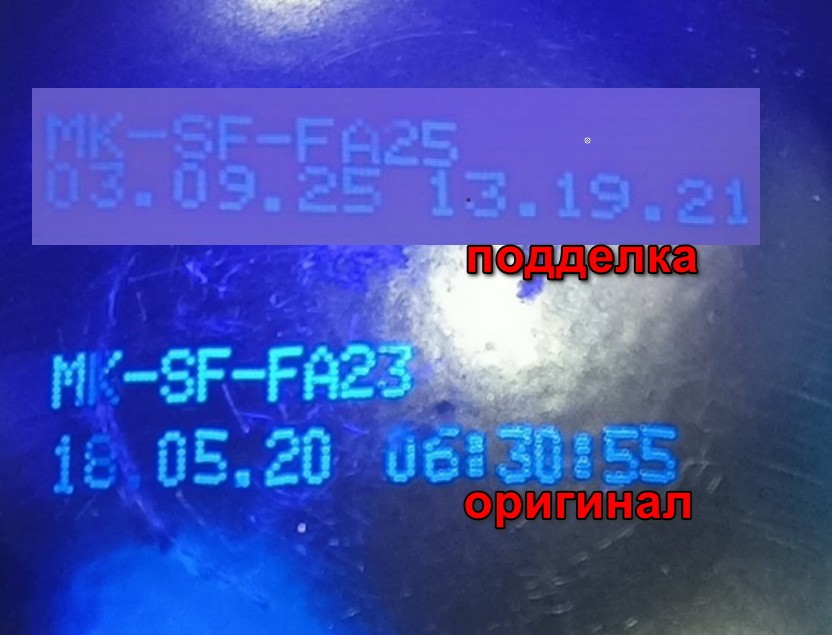 MK-SF-FA25
03.09.25 13.19.21
подделка
MK-SF-FA23
18.05.20 06:30:55
оригинал